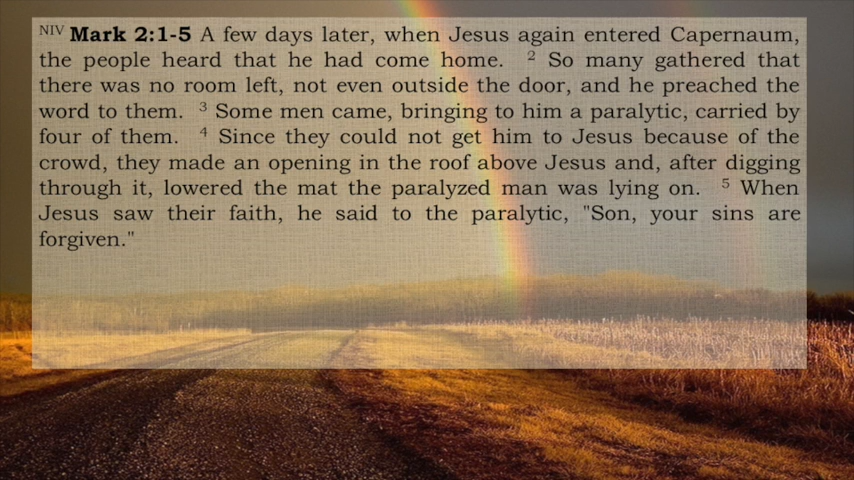 NIV Mark 2:1-5 A few days later, when Jesus again entered Capernaum,
the people heard that he had come home. 2 So many gathered that
there was no room left, not even outside the door, and he preached the
word to them. 3 Some men came, bringing to him a paralytic, carried by
four of them. 4 Since they could not get him to Jesus because of the
crowd, they made an opening in the roof above Jesus and, after digging
through it, lowered the mat the paralyzed man was lying on. 5 When
Jesus saw their faith, he said to the paralytic, "Son, your sins are
forgiven."